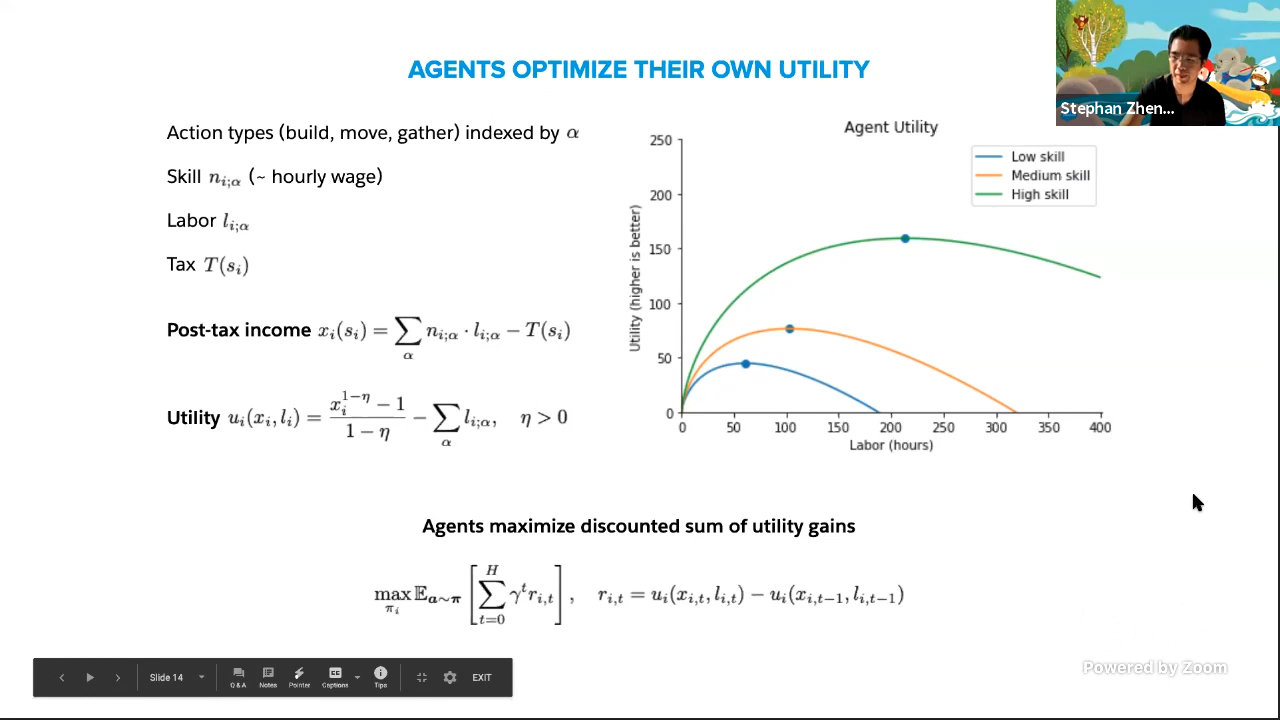 AGENTS OPTIMIZE THEIR OWN UTILITY
Stephan Zhen...
Action types (build, move, gather) indexed by α
Skill n_{i;α} (~ hourly wage)
Labor l_{i;α}
Tax T(s_i)
Post-tax income x_i(s_i) = ∑_α n_{i;α} · l_{i;α} − T(s_i)
Utility u_i(x_i, l_i) = (x_i^{1−η} − 1)/(1 − η) − ∑_α l_{i;α},   η > 0
Agent Utility
Low skill
Medium skill
High skill
Utility (higher is better)
250
200
150
100
50
0
0 50 100 150 200 250 300 350 400
Labor (hours)
Agents maximize discounted sum of utility gains
max_{π_i} 𝔼_{a∼π} [∑_{t=0}^{H} γ^t r_{i,t}],   r_{i,t} = u_i(x_{i,t}, l_{i,t}) − u_i(x_{i,t−1}, l_{i,t−1})
Slide 14
Q & A Notes Pointer Captions Tips
EXIT
Powered by Zoom